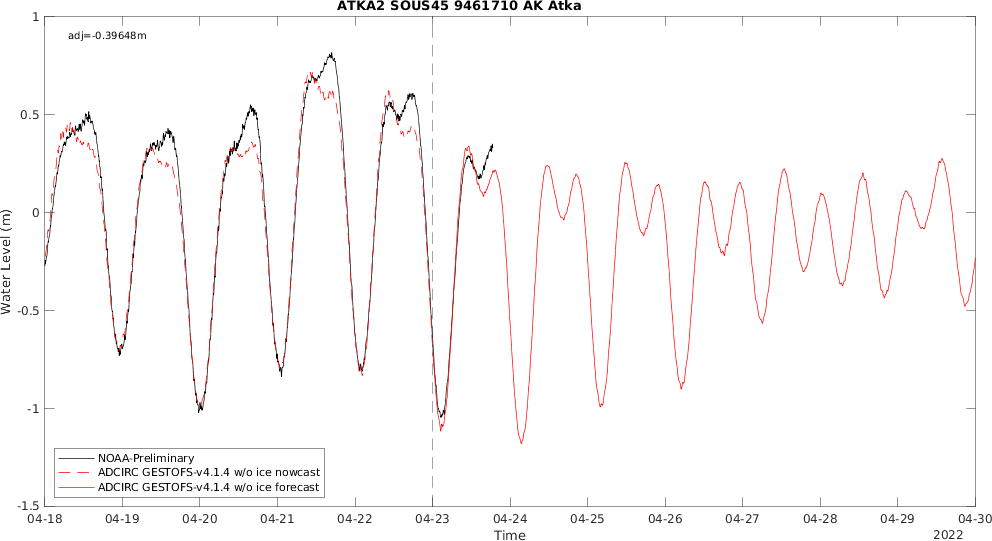 ATKA2 SOUS45 9461710 AK Atka
adj=-0.39648m
1
0.5
0
-0.5
-1
-1.5
Water Level (m)
NOAA-Preliminary
ADCIRC GESTOFS-v4.1.4 w/o ice nowcast
ADCIRC GESTOFS-v4.1.4 w/o ice forecast
04-18 04-19 04-20 04-21 04-22 04-23 04-24 04-25 04-26 04-27 04-28 04-29 04-30
Time
2022